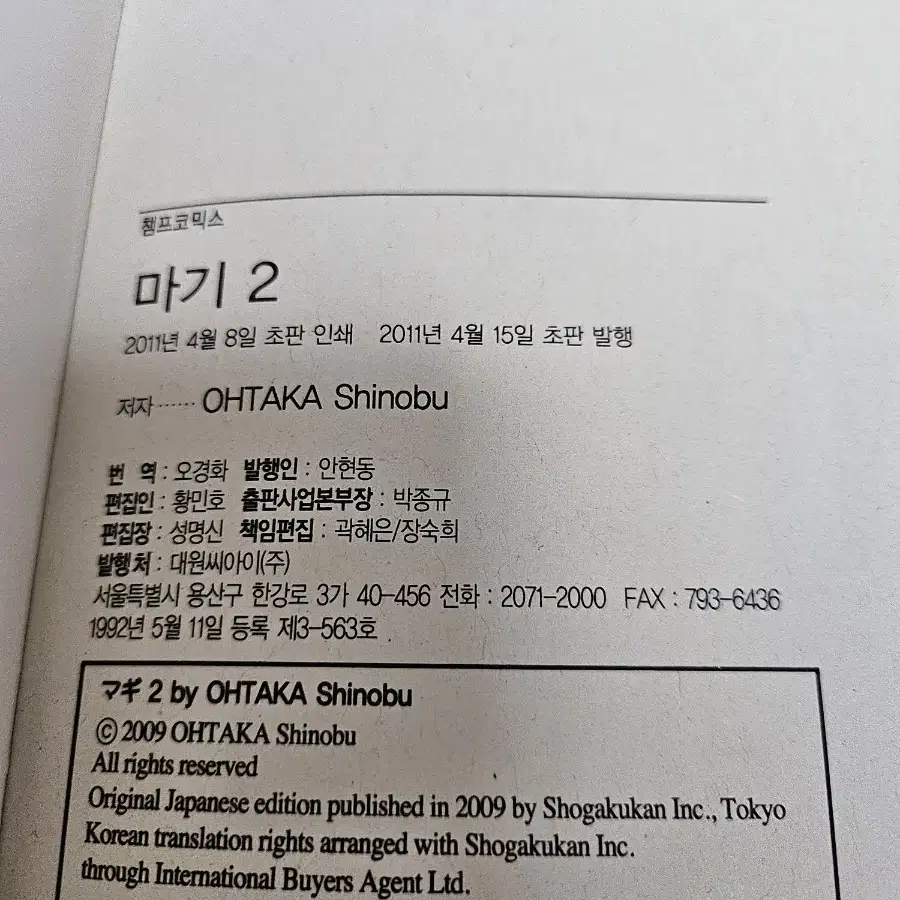 챔프코믹스
마기 2
2011년 4월 8일 초판 인쇄 2011년 4월 15일 초판 발행
저자 ······ OHTAKA Shinobu
번 역 : 오경화 발행인 : 안현동
편집인 : 황민호 출판사업본부장 : 박종규
편집장 : 성명신 책임편집 : 곽혜은/장숙희
발행처 : 대원씨아이(주)
서울특별시 용산구 한강로 3가 40-456 전화 : 2071-2000 FAX : 793-6436
1992년 5월 11일 등록 제3-563호
マギ 2 by OHTAKA Shinobu
© 2009 OHTAKA Shinobu
All rights reserved
Original Japanese edition published in 2009 by Shogakukan Inc., Tokyo
Korean translation rights arranged with Shogakukan Inc.
through International Buyers Agent Ltd.